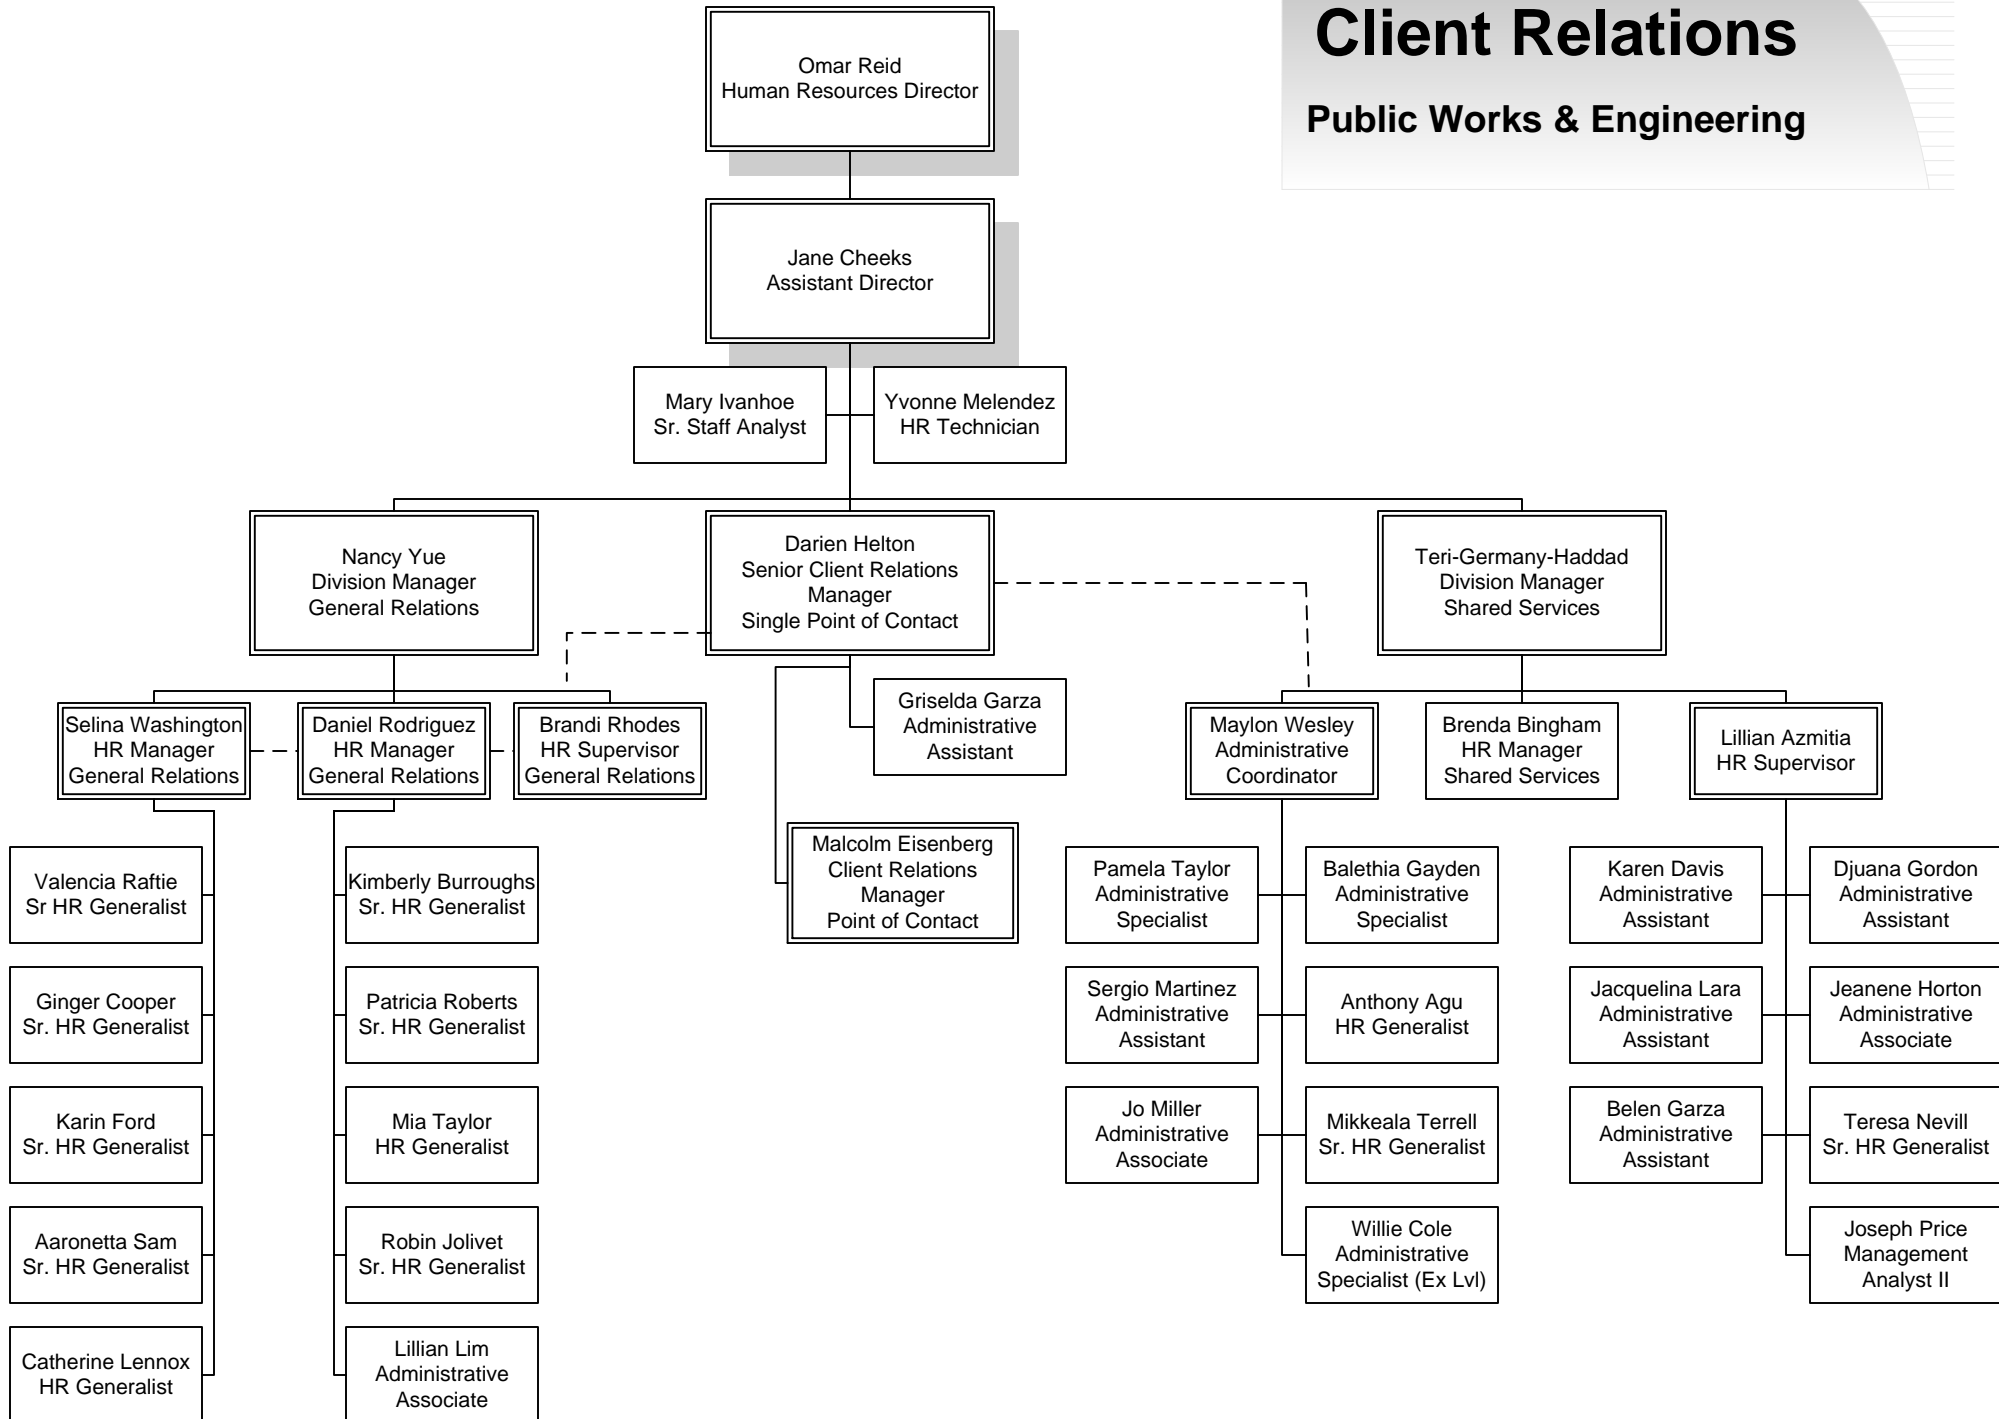 Client Relations
Public Works & Engineering
Omar Reid
Human Resources Director
Jane Cheeks
Assistant Director
Mary Ivanhoe
Sr. Staff Analyst
Yvonne Melendez
HR Technician
Nancy Yue
Division Manager
General Relations
Darien Helton
Senior Client Relations
Manager
Single Point of Contact
Teri-Germany-Haddad
Division Manager
Shared Services
Selina Washington
HR Manager
General Relations
Daniel Rodriguez
HR Manager
General Relations
Brandi Rhodes
HR Supervisor
General Relations
Griselda Garza
Administrative
Assistant
Maylon Wesley
Administrative
Coordinator
Brenda Bingham
HR Manager
Shared Services
Lillian Azmitia
HR Supervisor
Malcolm Eisenberg
Client Relations
Manager
Point of Contact
Valencia Raftie
Sr HR Generalist
Kimberly Burroughs
Sr. HR Generalist
Pamela Taylor
Administrative
Specialist
Balethia Gayden
Administrative
Specialist
Karen Davis
Administrative
Assistant
Djuana Gordon
Administrative
Assistant
Ginger Cooper
Sr. HR Generalist
Patricia Roberts
Sr. HR Generalist
Sergio Martinez
Administrative
Assistant
Anthony Agu
HR Generalist
Jacquelina Lara
Administrative
Assistant
Jeanene Horton
Administrative
Associate
Karin Ford
Sr. HR Generalist
Mia Taylor
HR Generalist
Jo Miller
Administrative
Associate
Mikkeala Terrell
Sr. HR Generalist
Belen Garza
Administrative
Assistant
Teresa Nevill
Sr. HR Generalist
Aaronetta Sam
Sr. HR Generalist
Robin Jolivet
Sr. HR Generalist
Willie Cole
Administrative
Specialist (Ex Lvl)
Joseph Price
Management
Analyst II
Catherine Lennox
HR Generalist
Lillian Lim
Administrative
Associate